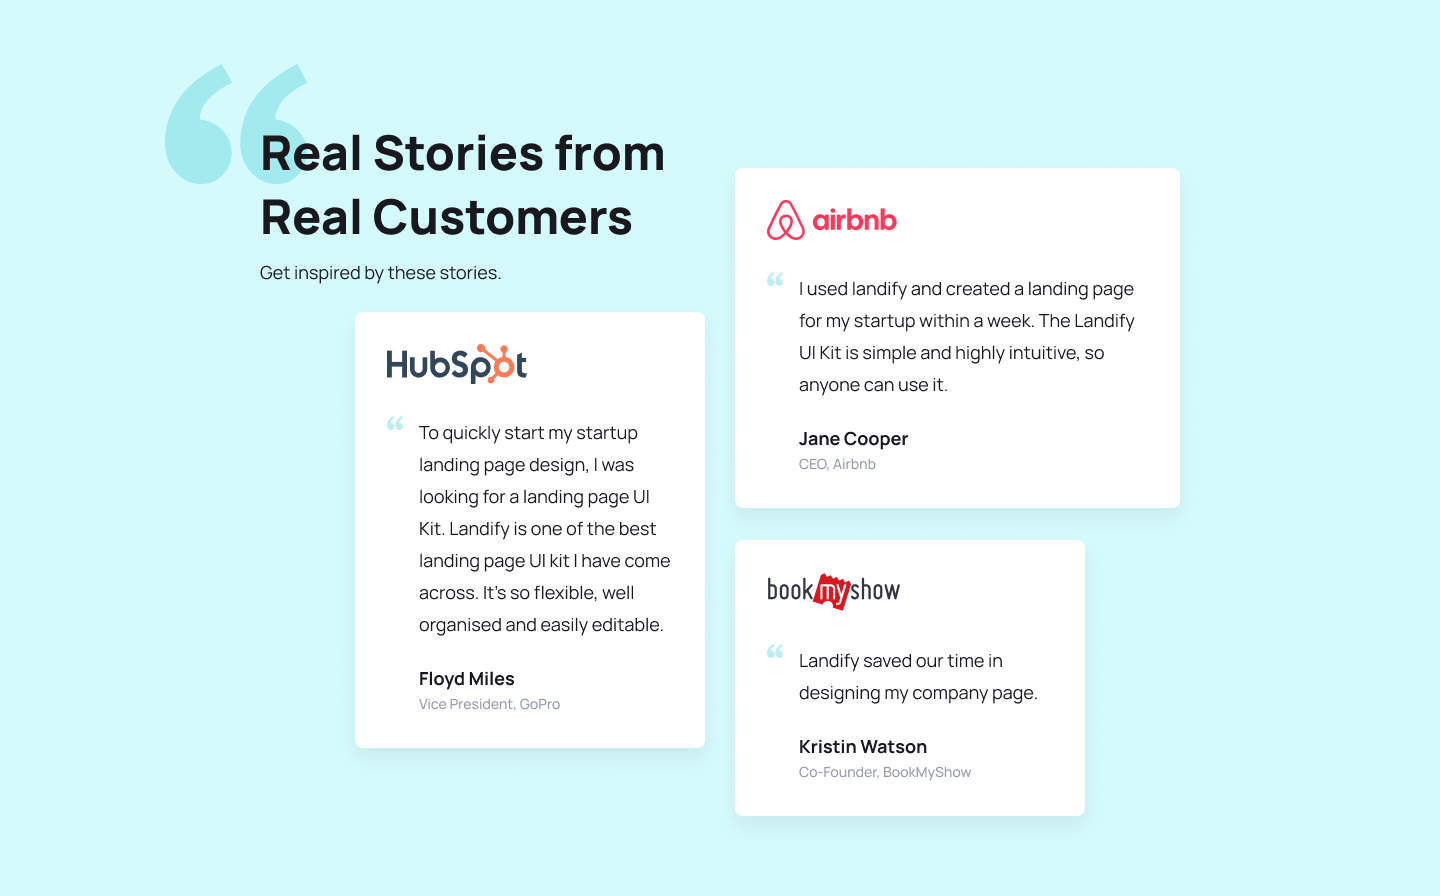 Real Stories from
Real Customers
Get inspired by these stories.
HubSpot
“
To quickly start my startup
landing page design, I was
looking for a landing page UI
Kit. Landify is one of the best
landing page UI kit I have come
across. It’s so flexible, well
organised and easily editable.
Floyd Miles
Vice President, GoPro
airbnb
“
I used landify and created a landing page
for my startup within a week. The Landify
UI Kit is simple and highly intuitive, so
anyone can use it.
Jane Cooper
CEO, Airbnb
bookmyshow
“
Landify saved our time in
designing my company page.
Kristin Watson
Co-Founder, BookMyShow